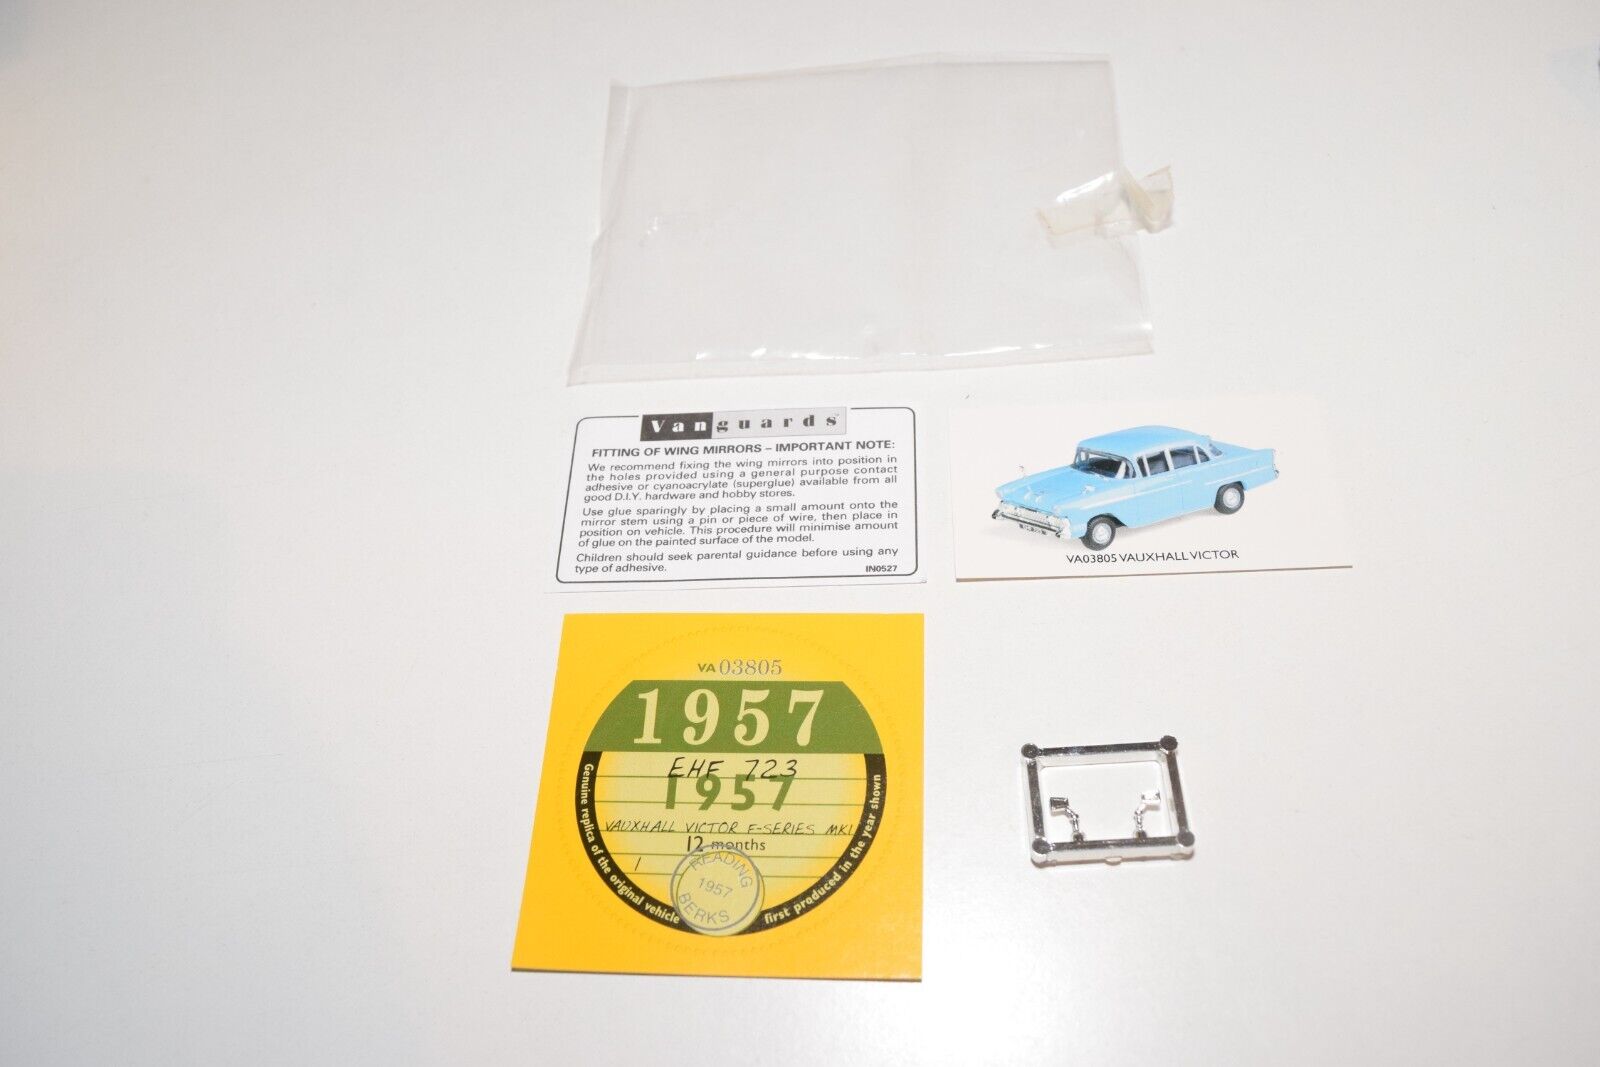 Vanguards™
FITTING OF WING MIRRORS – IMPORTANT NOTE:
We recommend fixing the wing mirrors into position in
the holes provided using a general purpose contact
adhesive or cyanoacrylate (superglue) available from all
good D.I.Y. hardware and hobby stores.
Use glue sparingly by placing a small amount onto the
mirror stem using a pin or piece of wire, then place in
position on vehicle. This procedure will minimise amount
of glue on the painted surface of the model.
Children should seek parental guidance before using any
type of adhesive.
IN0527
VA03805 VAUXHALL VICTOR
VA 03805
1957
EHF 723
1957
VAUXHALL VICTOR F-SERIES MK1
12 months
1
READING
1957
BERKS
Genuine replica of the original vehicle
first produced in the year shown